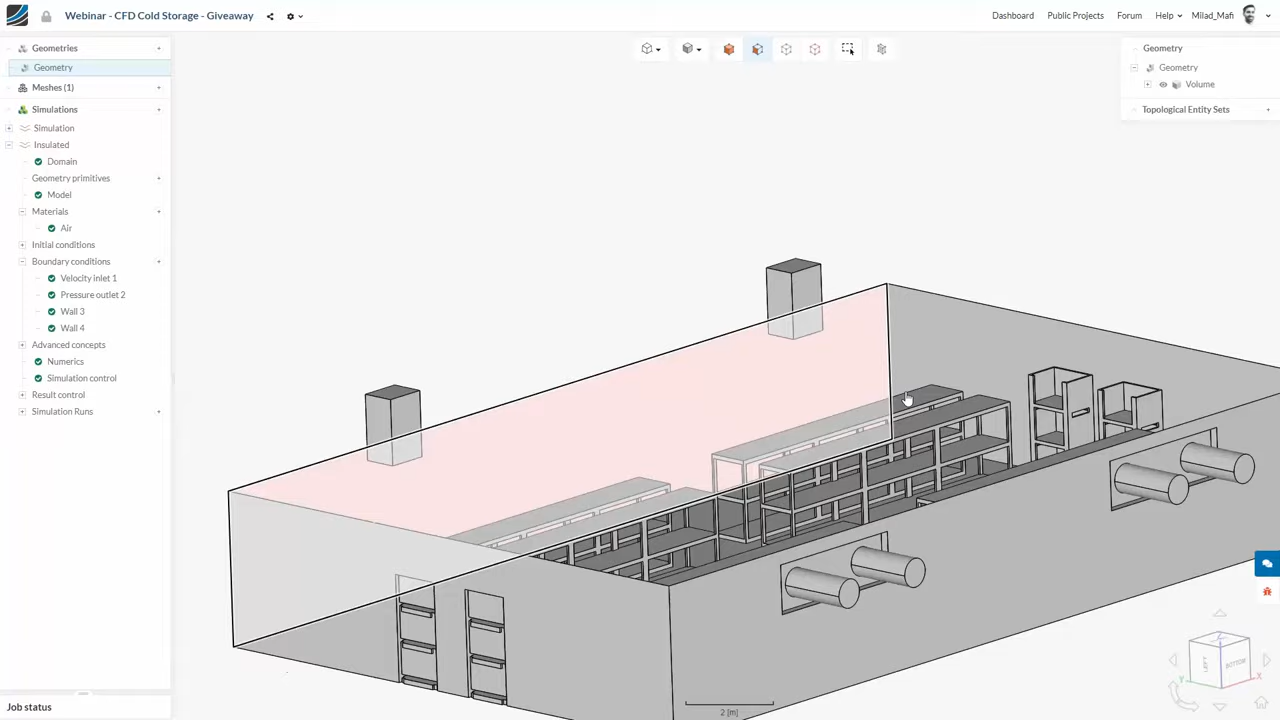 Webinar - CFD Cold Storage - Giveaway
Dashboard
Public Projects
Forum
Help
Milad_Mafi
Geometries
Geometry
Meshes (1)
Simulations
Simulation
Insulated
Domain
Geometry primitives
Model
Materials
Air
Initial conditions
Boundary conditions
Velocity inlet 1
Pressure outlet 2
Wall 3
Wall 4
Advanced concepts
Numerics
Simulation control
Result control
Simulation Runs
Job status
Geometry
Geometry
Volume
Topological Entity Sets
2 [m]
Z
LEFT
BOTTOM
Y
X